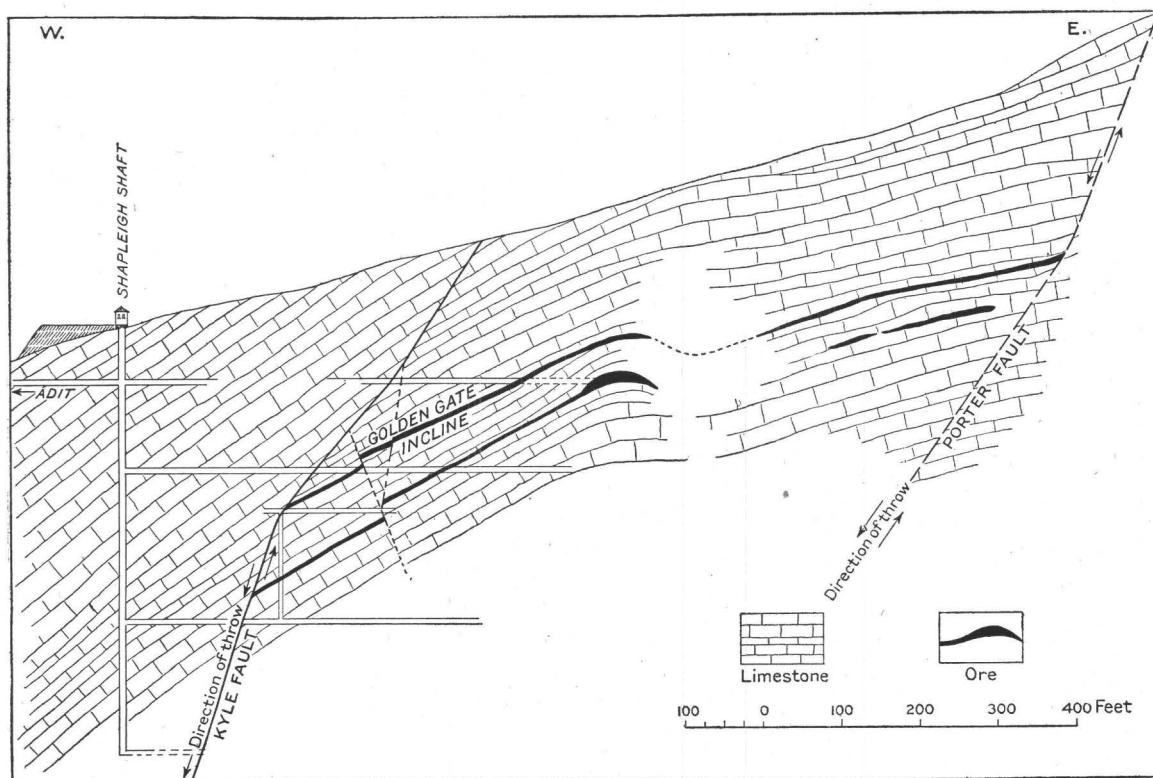 W.
E.
SHAPLEIGH SHAFT
ADIT
GOLDEN GATE
INCLINE
PORTER FAULT
Direction of throw
Direction of throw
KYLE FAULT
Limestone
Ore
100 0 100 200 300 400 Feet